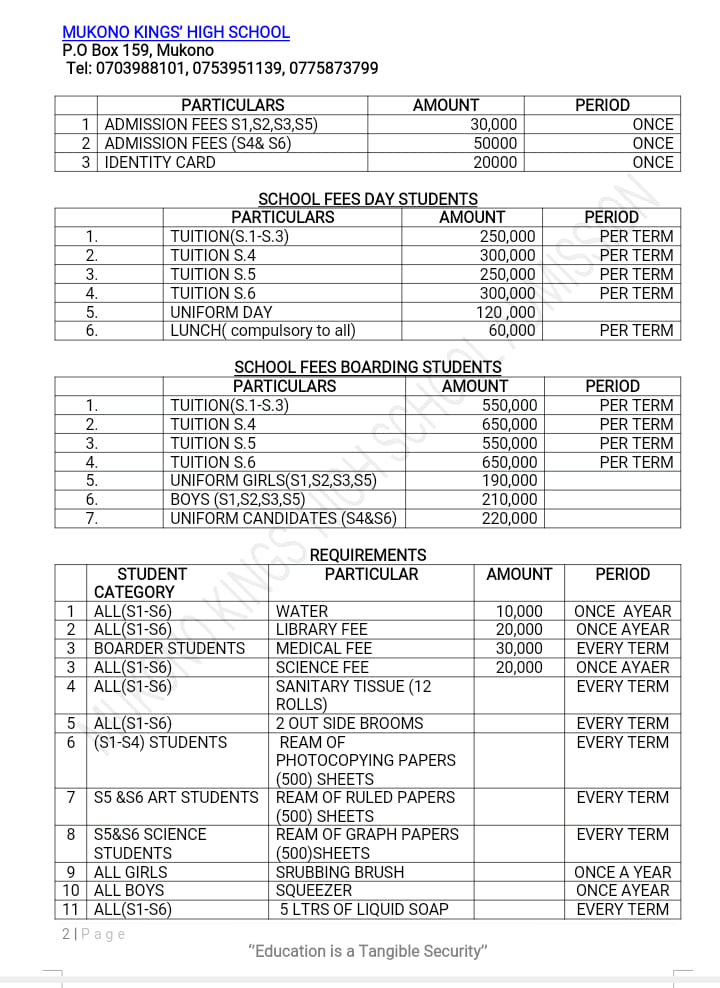 MUKONO KINGS' HIGH SCHOOL
P.O Box 159, Mukono
Tel: 0703988101, 0753951139, 0775873799
PARTICULARS AMOUNT PERIOD
1 ADMISSION FEES S1,S2,S3,S5) 30,000 ONCE
2 ADMISSION FEES (S4& S6) 50000 ONCE
3 IDENTITY CARD 20000 ONCE
SCHOOL FEES DAY STUDENTS
PARTICULARS AMOUNT PERIOD
1. TUITION(S.1-S.3) 250,000 PER TERM
2. TUITION S.4 300,000 PER TERM
3. TUITION S.5 250,000 PER TERM
4. TUITION S.6 300,000 PER TERM
5. UNIFORM DAY 120 ,000
6. LUNCH( compulsory to all) 60,000 PER TERM
SCHOOL FEES BOARDING STUDENTS
PARTICULARS AMOUNT PERIOD
1. TUITION(S.1-S.3) 550,000 PER TERM
2. TUITION S.4 650,000 PER TERM
3. TUITION S.5 550,000 PER TERM
4. TUITION S.6 650,000 PER TERM
5. UNIFORM GIRLS(S1,S2,S3,S5) 190,000
6. BOYS (S1,S2,S3,S5) 210,000
7. UNIFORM CANDIDATES (S4&S6) 220,000
REQUIREMENTS
STUDENT PARTICULAR AMOUNT PERIOD
CATEGORY
1 ALL(S1-S6) WATER 10,000 ONCE AYEAR
2 ALL(S1-S6) LIBRARY FEE 20,000 ONCE AYEAR
3 BOARDER STUDENTS MEDICAL FEE 30,000 EVERY TERM
3 ALL(S1-S6) SCIENCE FEE 20,000 ONCE AYAER
4 ALL(S1-S6) SANITARY TISSUE (12 EVERY TERM
ROLLS)
5 ALL(S1-S6) 2 OUT SIDE BROOMS EVERY TERM
6 (S1-S4) STUDENTS REAM OF EVERY TERM
PHOTOCOPYING PAPERS
(500) SHEETS
7 S5 &S6 ART STUDENTS REAM OF RULED PAPERS EVERY TERM
(500) SHEETS
8 S5&S6 SCIENCE REAM OF GRAPH PAPERS EVERY TERM
STUDENTS (500)SHEETS
9 ALL GIRLS SRUBBING BRUSH ONCE A YEAR
10 ALL BOYS SQUEEZER ONCE AYEAR
11 ALL(S1-S6) 5 LTRS OF LIQUID SOAP EVERY TERM
2 | P a g e
"Education is a Tangible Security"
MUKONO KINGS HIGH SCHOOL ADMISSION